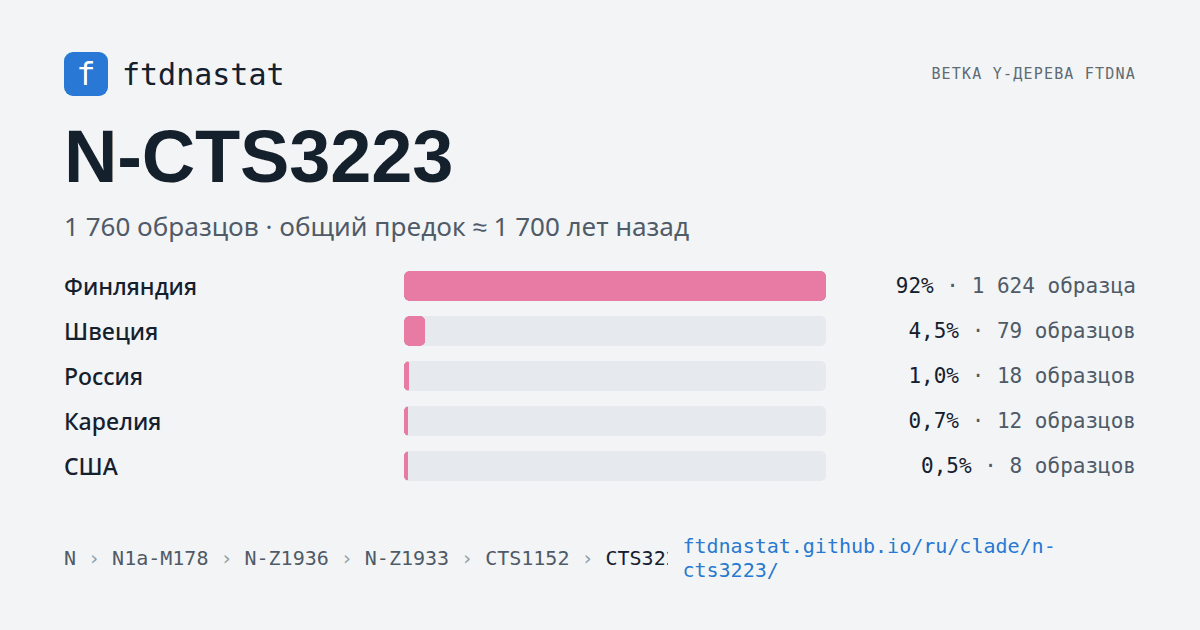 f ftdnastat
ВЕТКА Y-ДЕРЕВА FTDNA
N-CTS3223
1 760 образцов · общий предок ≈ 1 700 лет назад
Финляндия 92% · 1 624 образца
Швеция 4,5% · 79 образцов
Россия 1,0% · 18 образцов
Карелия 0,7% · 12 образцов
США 0,5% · 8 образцов
N › N1a-M178 › N-Z1936 › N-Z1933 › CTS1152 › CTS32
ftdnastat.github.io/ru/clade/n-
cts3223/